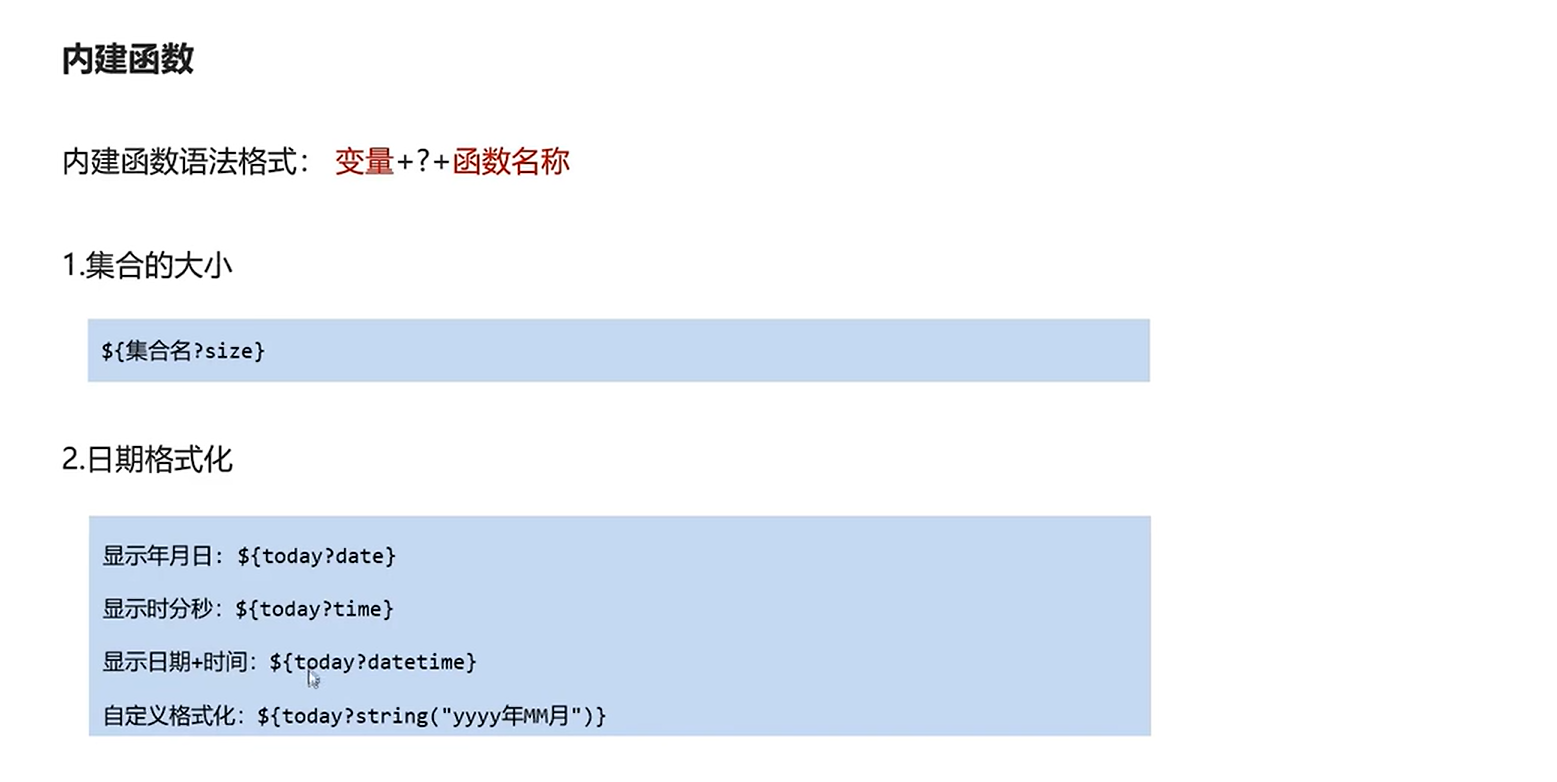 内建函数
内建函数语法格式： 变量+?+函数名称
1.集合的大小
${集合名?size}
2.日期格式化
显示年月日：${today?date}
显示时分秒：${today?time}
显示日期+时间：${today?datetime}
自定义格式化：${today?string("yyyy年MM月")}